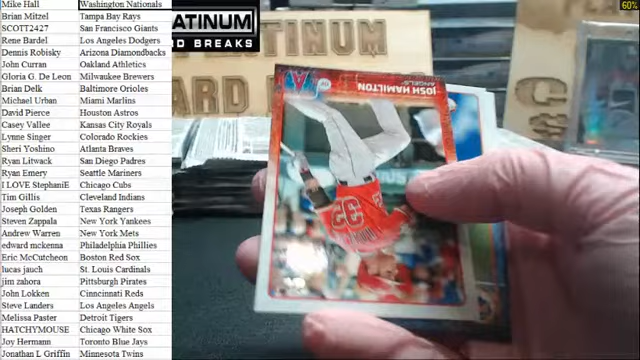 Mike Hall Washington Nationals
Brian Mitzel Tampa Bay Rays
SCOTT2427 San Francisco Giants
Rene Bardel Los Angeles Dodgers
Dennis Robisky Arizona Diamondbacks
John Curran Oakland Athletics
Gloria G. De Leon Milwaukee Brewers
Brian Delk Baltimore Orioles
Michael Urban Miami Marlins
David Pierce Houston Astros
Casey Vallee Kansas City Royals
Lynne Singer Colorado Rockies
Sheri Yoshino Atlanta Braves
Ryan Litwack San Diego Padres
Ryan Emery Seattle Mariners
I LOVE StephaniE Chicago Cubs
Tim Gillig Cleveland Indians
Joseph Golden Texas Rangers
Steven Zappala New York Yankees
Andrew Warren New York Mets
edward mckenna Philadelphia Phillies
Eric McCutcheon Boston Red Sox
lucas jauch St. Louis Cardinals
jim zahora Pittsburgh Pirates
John Lokken Cincinnati Reds
Steve Landers Los Angeles Angels
Melissa Paster Detroit Tigers
HATCHYMOUSE Chicago White Sox
Joy Hermann Toronto Blue Jays
Jonathan L Griffin Minnesota Twins
60%
LATINUM
BREAKS
JOSH HAMILTON
ANGELS
32